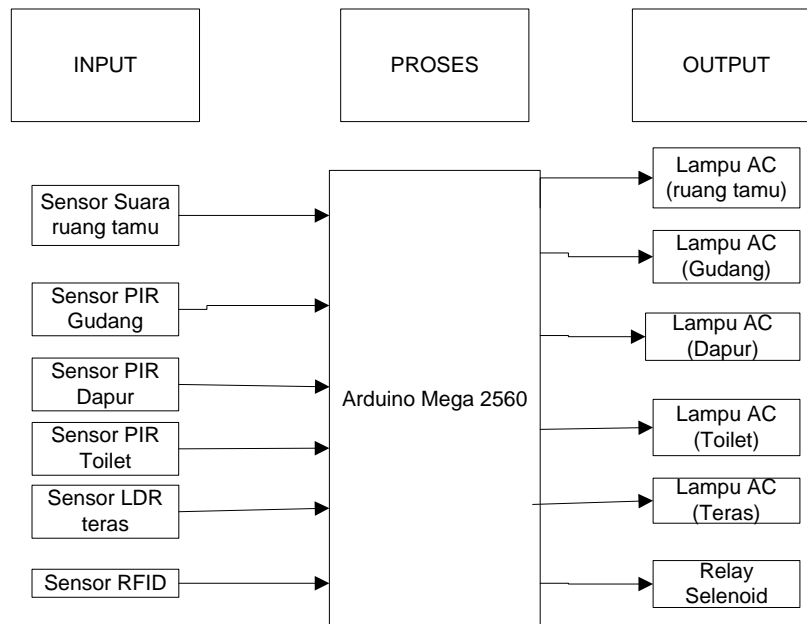 INPUT
PROSES
OUTPUT
Sensor Suara
ruang tamu
Sensor PIR
Gudang
Sensor PIR
Dapur
Sensor PIR
Toilet
Sensor LDR
teras
Sensor RFID
Arduino Mega 2560
Lampu AC
(ruang tamu)
Lampu AC
(Gudang)
Lampu AC
(Dapur)
Lampu AC
(Toilet)
Lampu AC
(Teras)
Relay
Selenoid